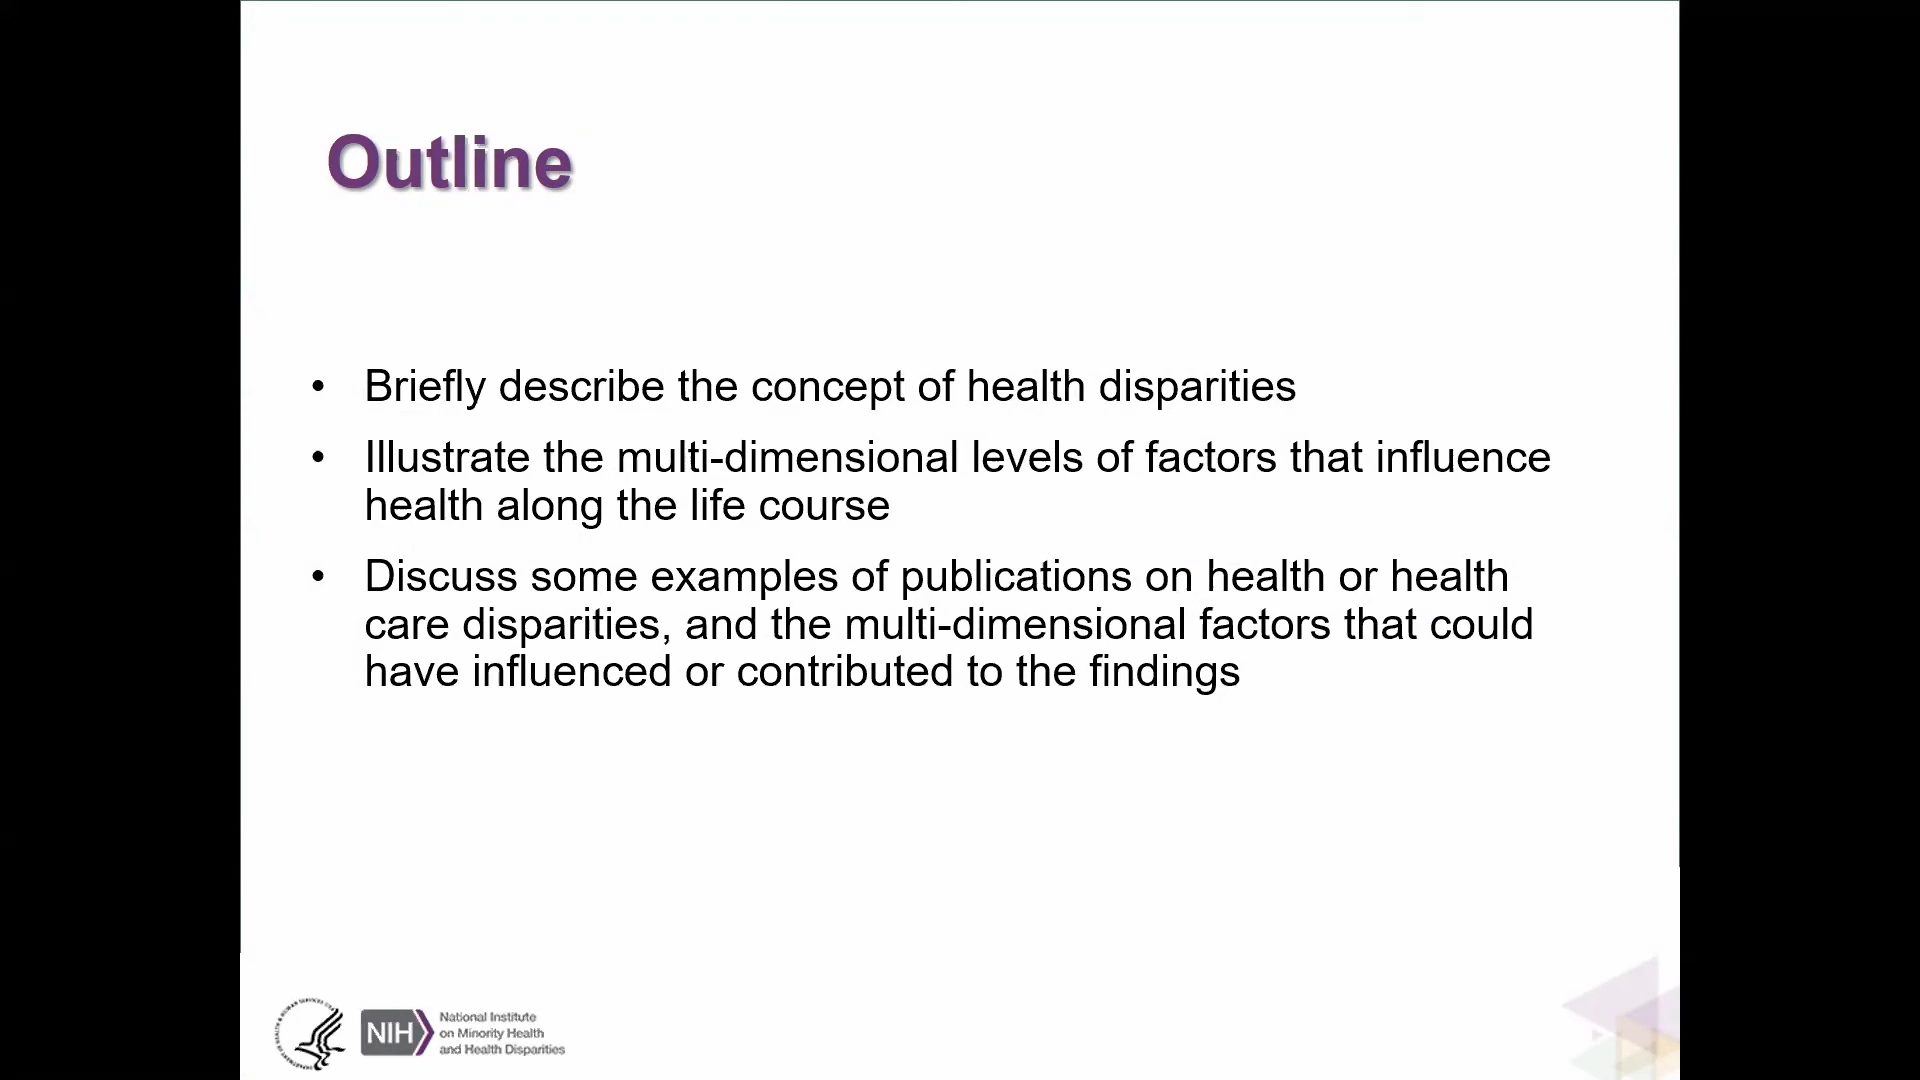 Outline
• Briefly describe the concept of health disparities
• Illustrate the multi-dimensional levels of factors that influence
health along the life course
• Discuss some examples of publications on health or health
care disparities, and the multi-dimensional factors that could
have influenced or contributed to the findings
NIH
National Institute
on Minority Health
and Health Disparities